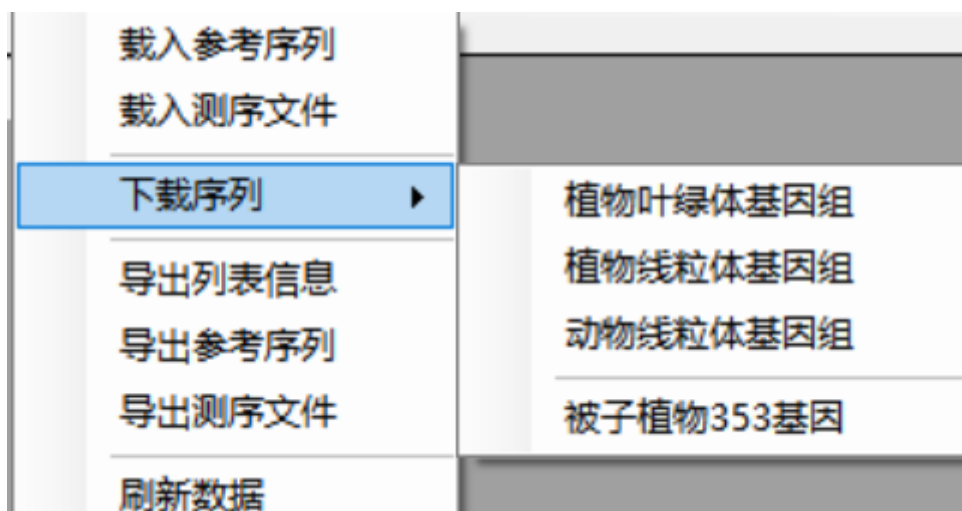 载入参考序列
载入测序文件
下载序列
植物叶绿体基因组
植物线粒体基因组
动物线粒体基因组
被子植物353基因
导出列表信息
导出参考序列
导出测序文件
刷新数据